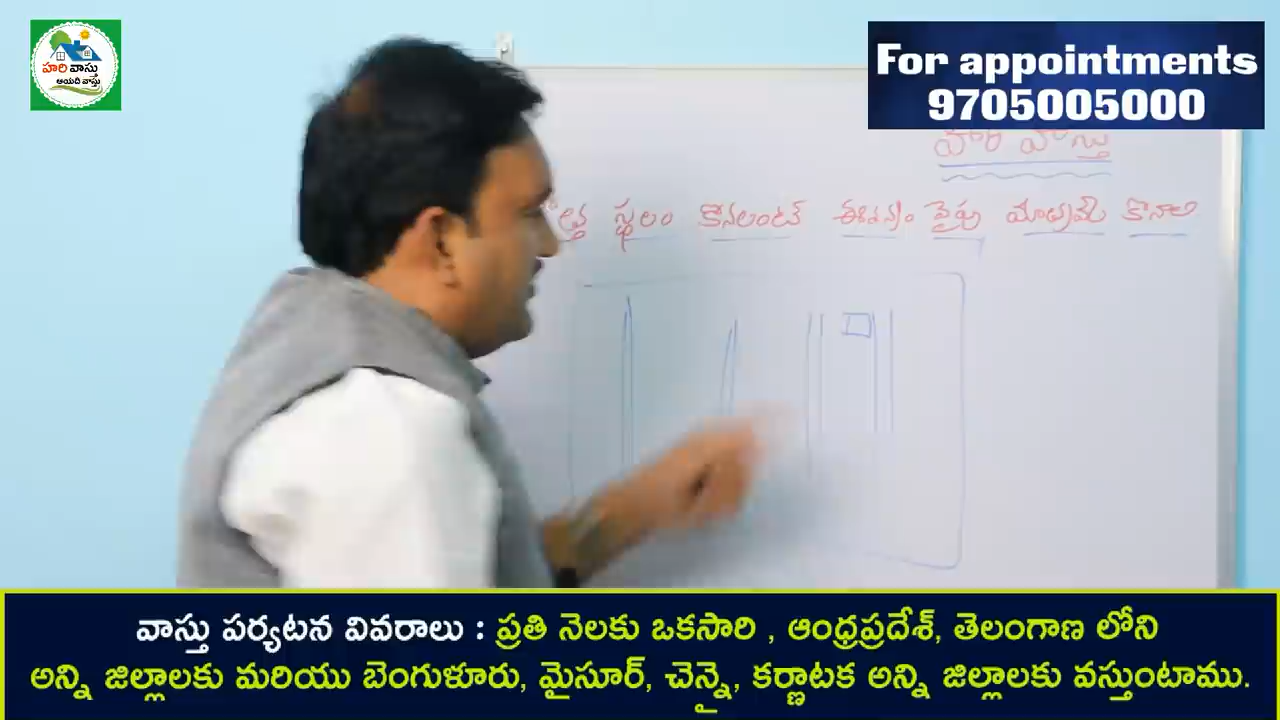 హరి వాస్తు
ఆయది వాస్తు
For appointments
9705005000
హరి వాస్తు
స్థలం కొనలంటే ఈశాన్యం వైపు మాత్రమే కొనాలి
వాస్తు పర్యటన వివరాలు : ప్రతి నెలకు ఒకసారి , ఆంధ్రప్రదేశ్, తెలంగాణ లోని
అన్ని జిల్లాలకు మరియు బెంగుళూరు, మైసూర్, చెన్నై, కర్ణాటక అన్ని జిల్లాలకు వస్తుంటాము.